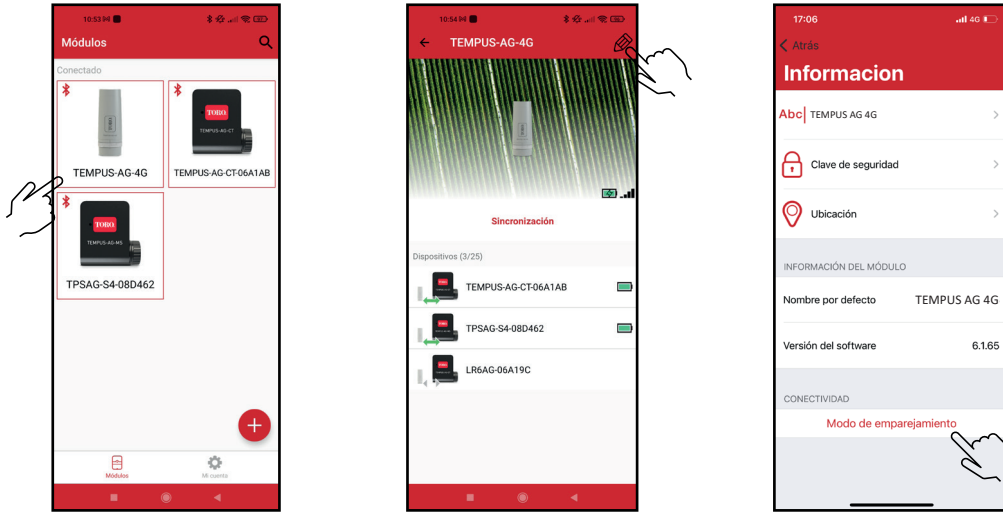 10:53
Módulos
Conectado
TORO
TEMPUS-AG-CT
TEMPUS-AG-4G
TEMPUS-AG-CT-06A1AB
TORO
TEMPUS-AG-MS
TPSAG-S4-08D462
+
Módulos
Mi cuenta
10:54
TEMPUS-AG-4G
Sincronización
Dispositivos (3/25)
TEMPUS-AG-CT-06A1AB
TPSAG-S4-08D462
LR6AG-06A19C
17:06
4G
Atrás
Informacion
Abc TEMPUS AG 4G
Clave de seguridad
Ubicación
INFORMACIÓN DEL MÓDULO
Nombre por defecto TEMPUS AG 4G
Versión del software 6.1.65
CONECTIVIDAD
Modo de emparejamiento